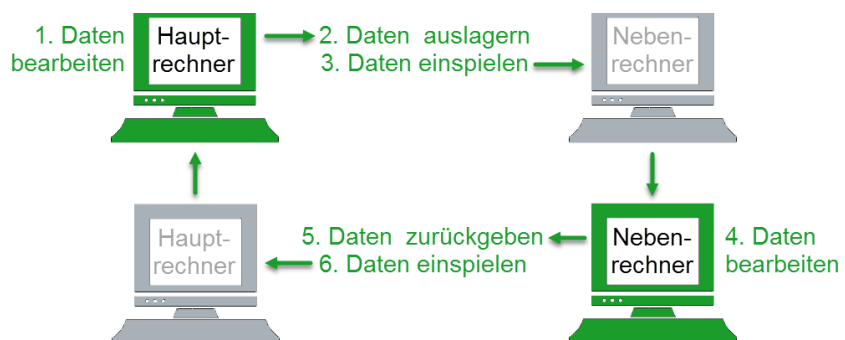 1. Daten
bearbeiten
Haupt-
rechner
2. Daten auslagern
3. Daten einspielen
Neben-
rechner
Haupt-
rechner
5. Daten zurückgeben
6. Daten einspielen
Neben-
rechner
4. Daten
bearbeiten